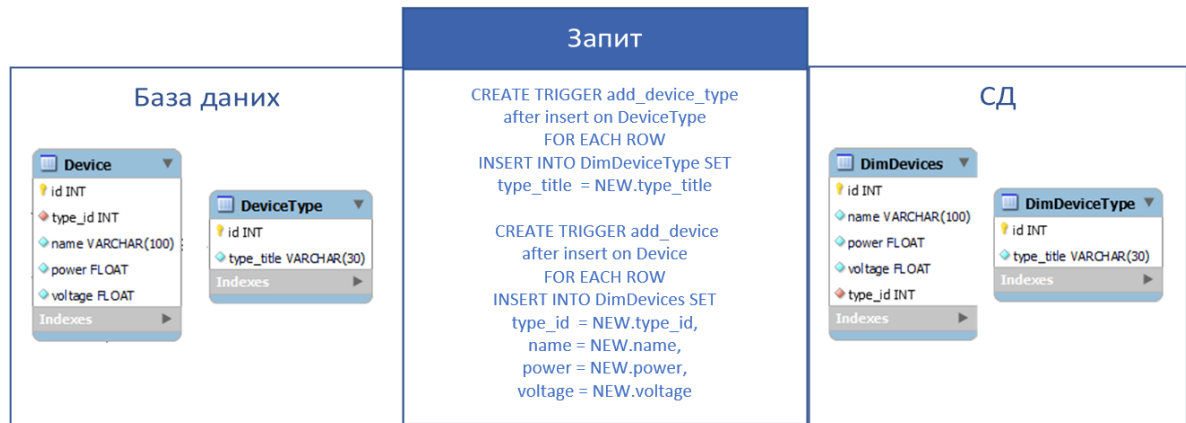 Запит
База даних
Device
id INT
type_id INT
name VARCHAR(100)
power FLOAT
voltage FLOAT
Indexes
DeviceType
id INT
type_title VARCHAR(30)
Indexes
CREATE TRIGGER add_device_type
after insert on DeviceType
FOR EACH ROW
INSERT INTO DimDeviceType SET
type_title = NEW.type_title
CREATE TRIGGER add_device
after insert on Device
FOR EACH ROW
INSERT INTO DimDevices SET
type_id = NEW.type_id,
name = NEW.name,
power = NEW.power,
voltage = NEW.voltage
СД
DimDevices
id INT
name VARCHAR(100)
power FLOAT
voltage FLOAT
type_id INT
Indexes
DimDeviceType
id INT
type_title VARCHAR(30)
Indexes